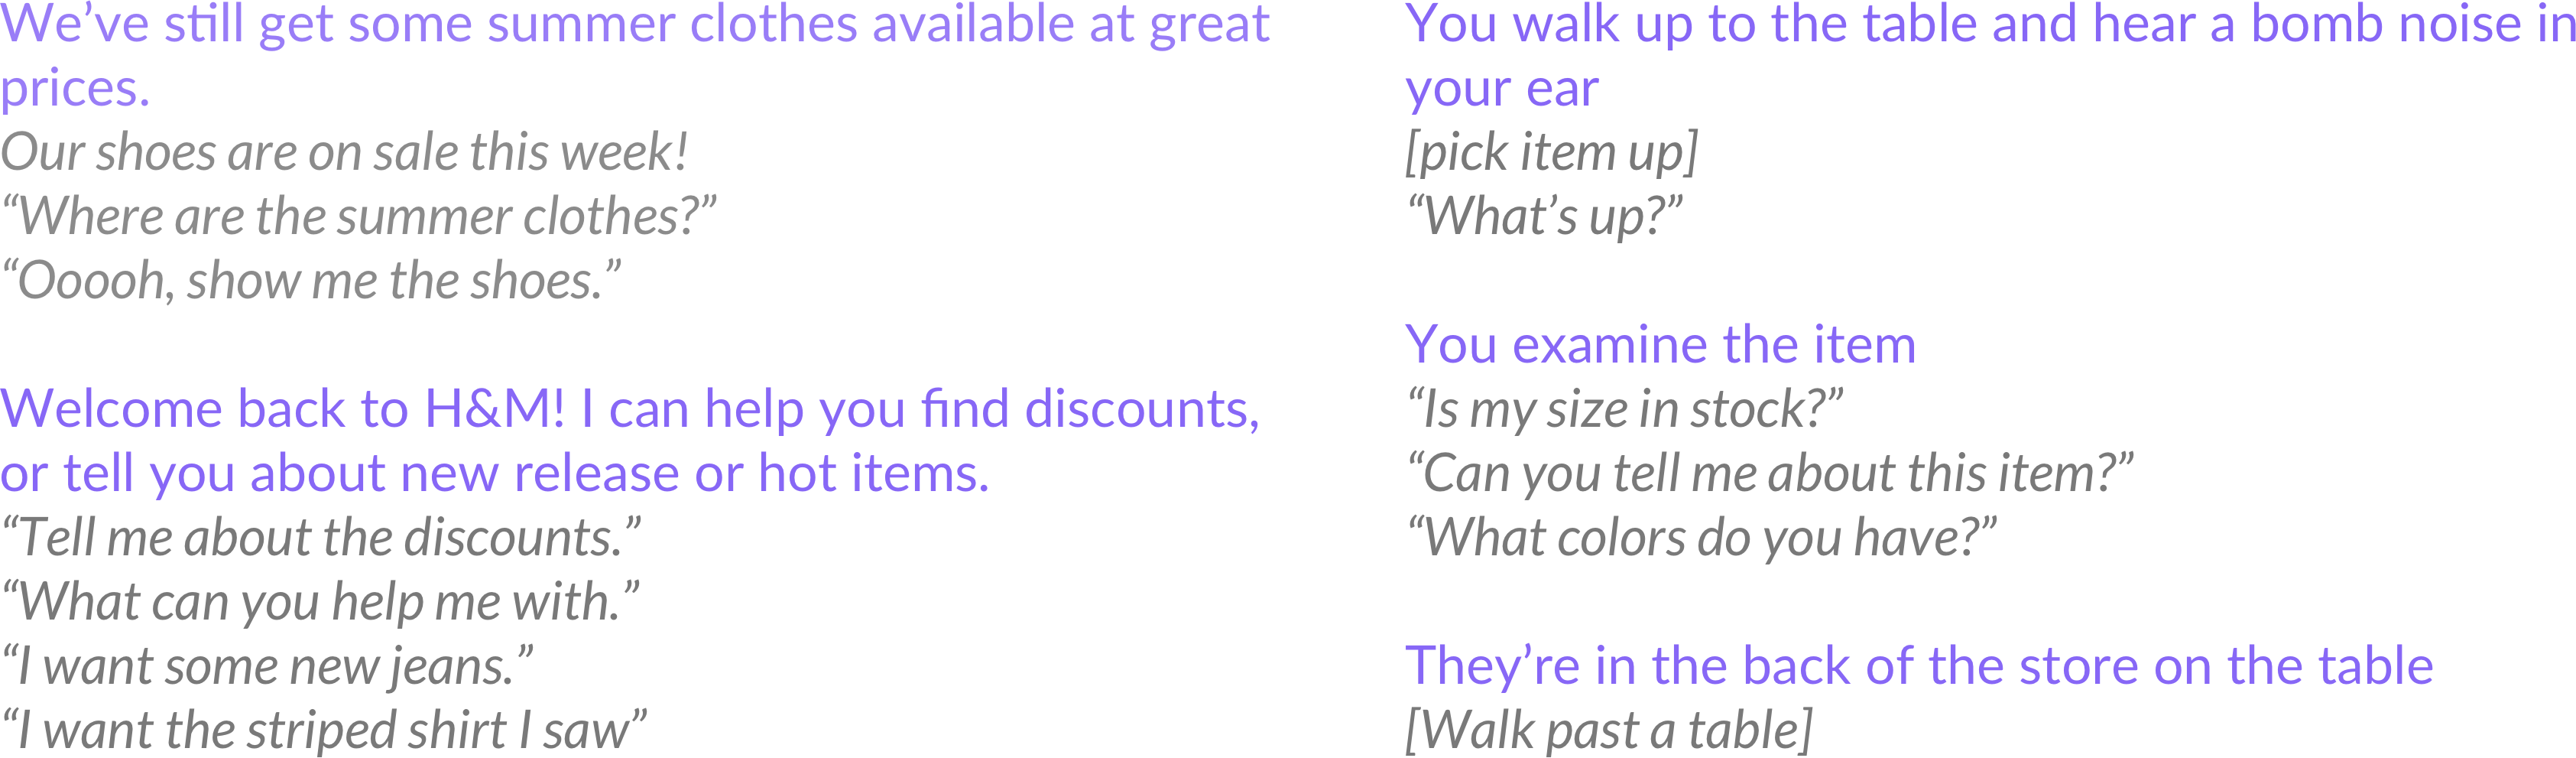 We’ve still get some summer clothes available at great
prices.
Our shoes are on sale this week!
“Where are the summer clothes?”
“Ooooh, show me the shoes.”
Welcome back to H&M! I can help you find discounts,
or tell you about new release or hot items.
“Tell me about the discounts.”
“What can you help me with.”
“I want some new jeans.”
“I want the striped shirt I saw”
You walk up to the table and hear a bomb noise in
your ear
[pick item up]
“What’s up?”
You examine the item
“Is my size in stock?”
“Can you tell me about this item?”
“What colors do you have?”
They’re in the back of the store on the table
[Walk past a table]